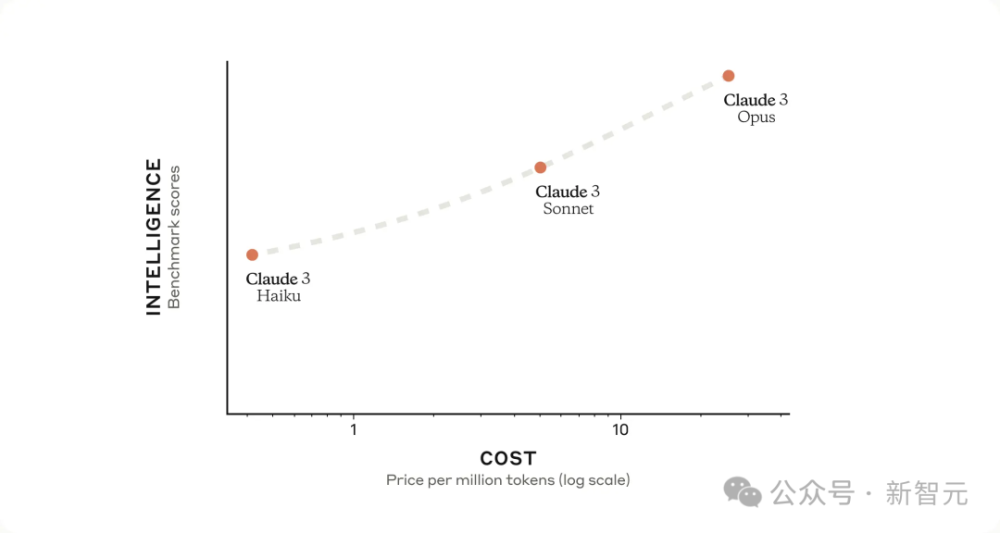 INTELLIGENCE
Benchmark scores
Claude 3
Opus
Claude 3
Sonnet
Claude 3
Haiku
1
10
COST
Price per million tokens (log scale)
公众号 · 新智元